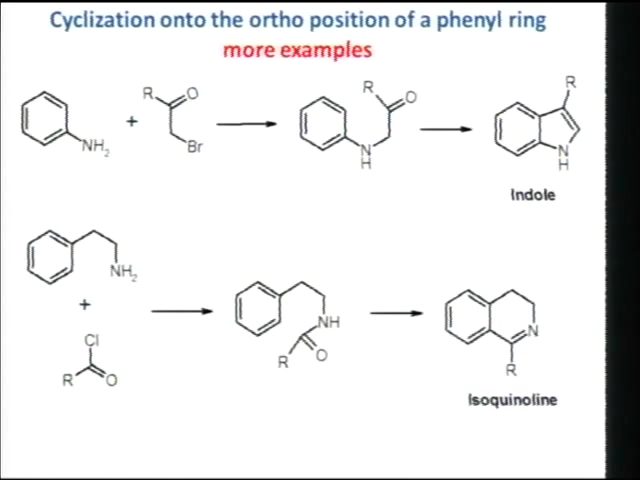 Cyclization onto the ortho position of a phenyl ring
more examples
R
O
NH2
+
Br
R
O
N
H
R
N
H
Indole
NH2
+
Cl
R
O
NH
R
O
N
R
Isoquinoline